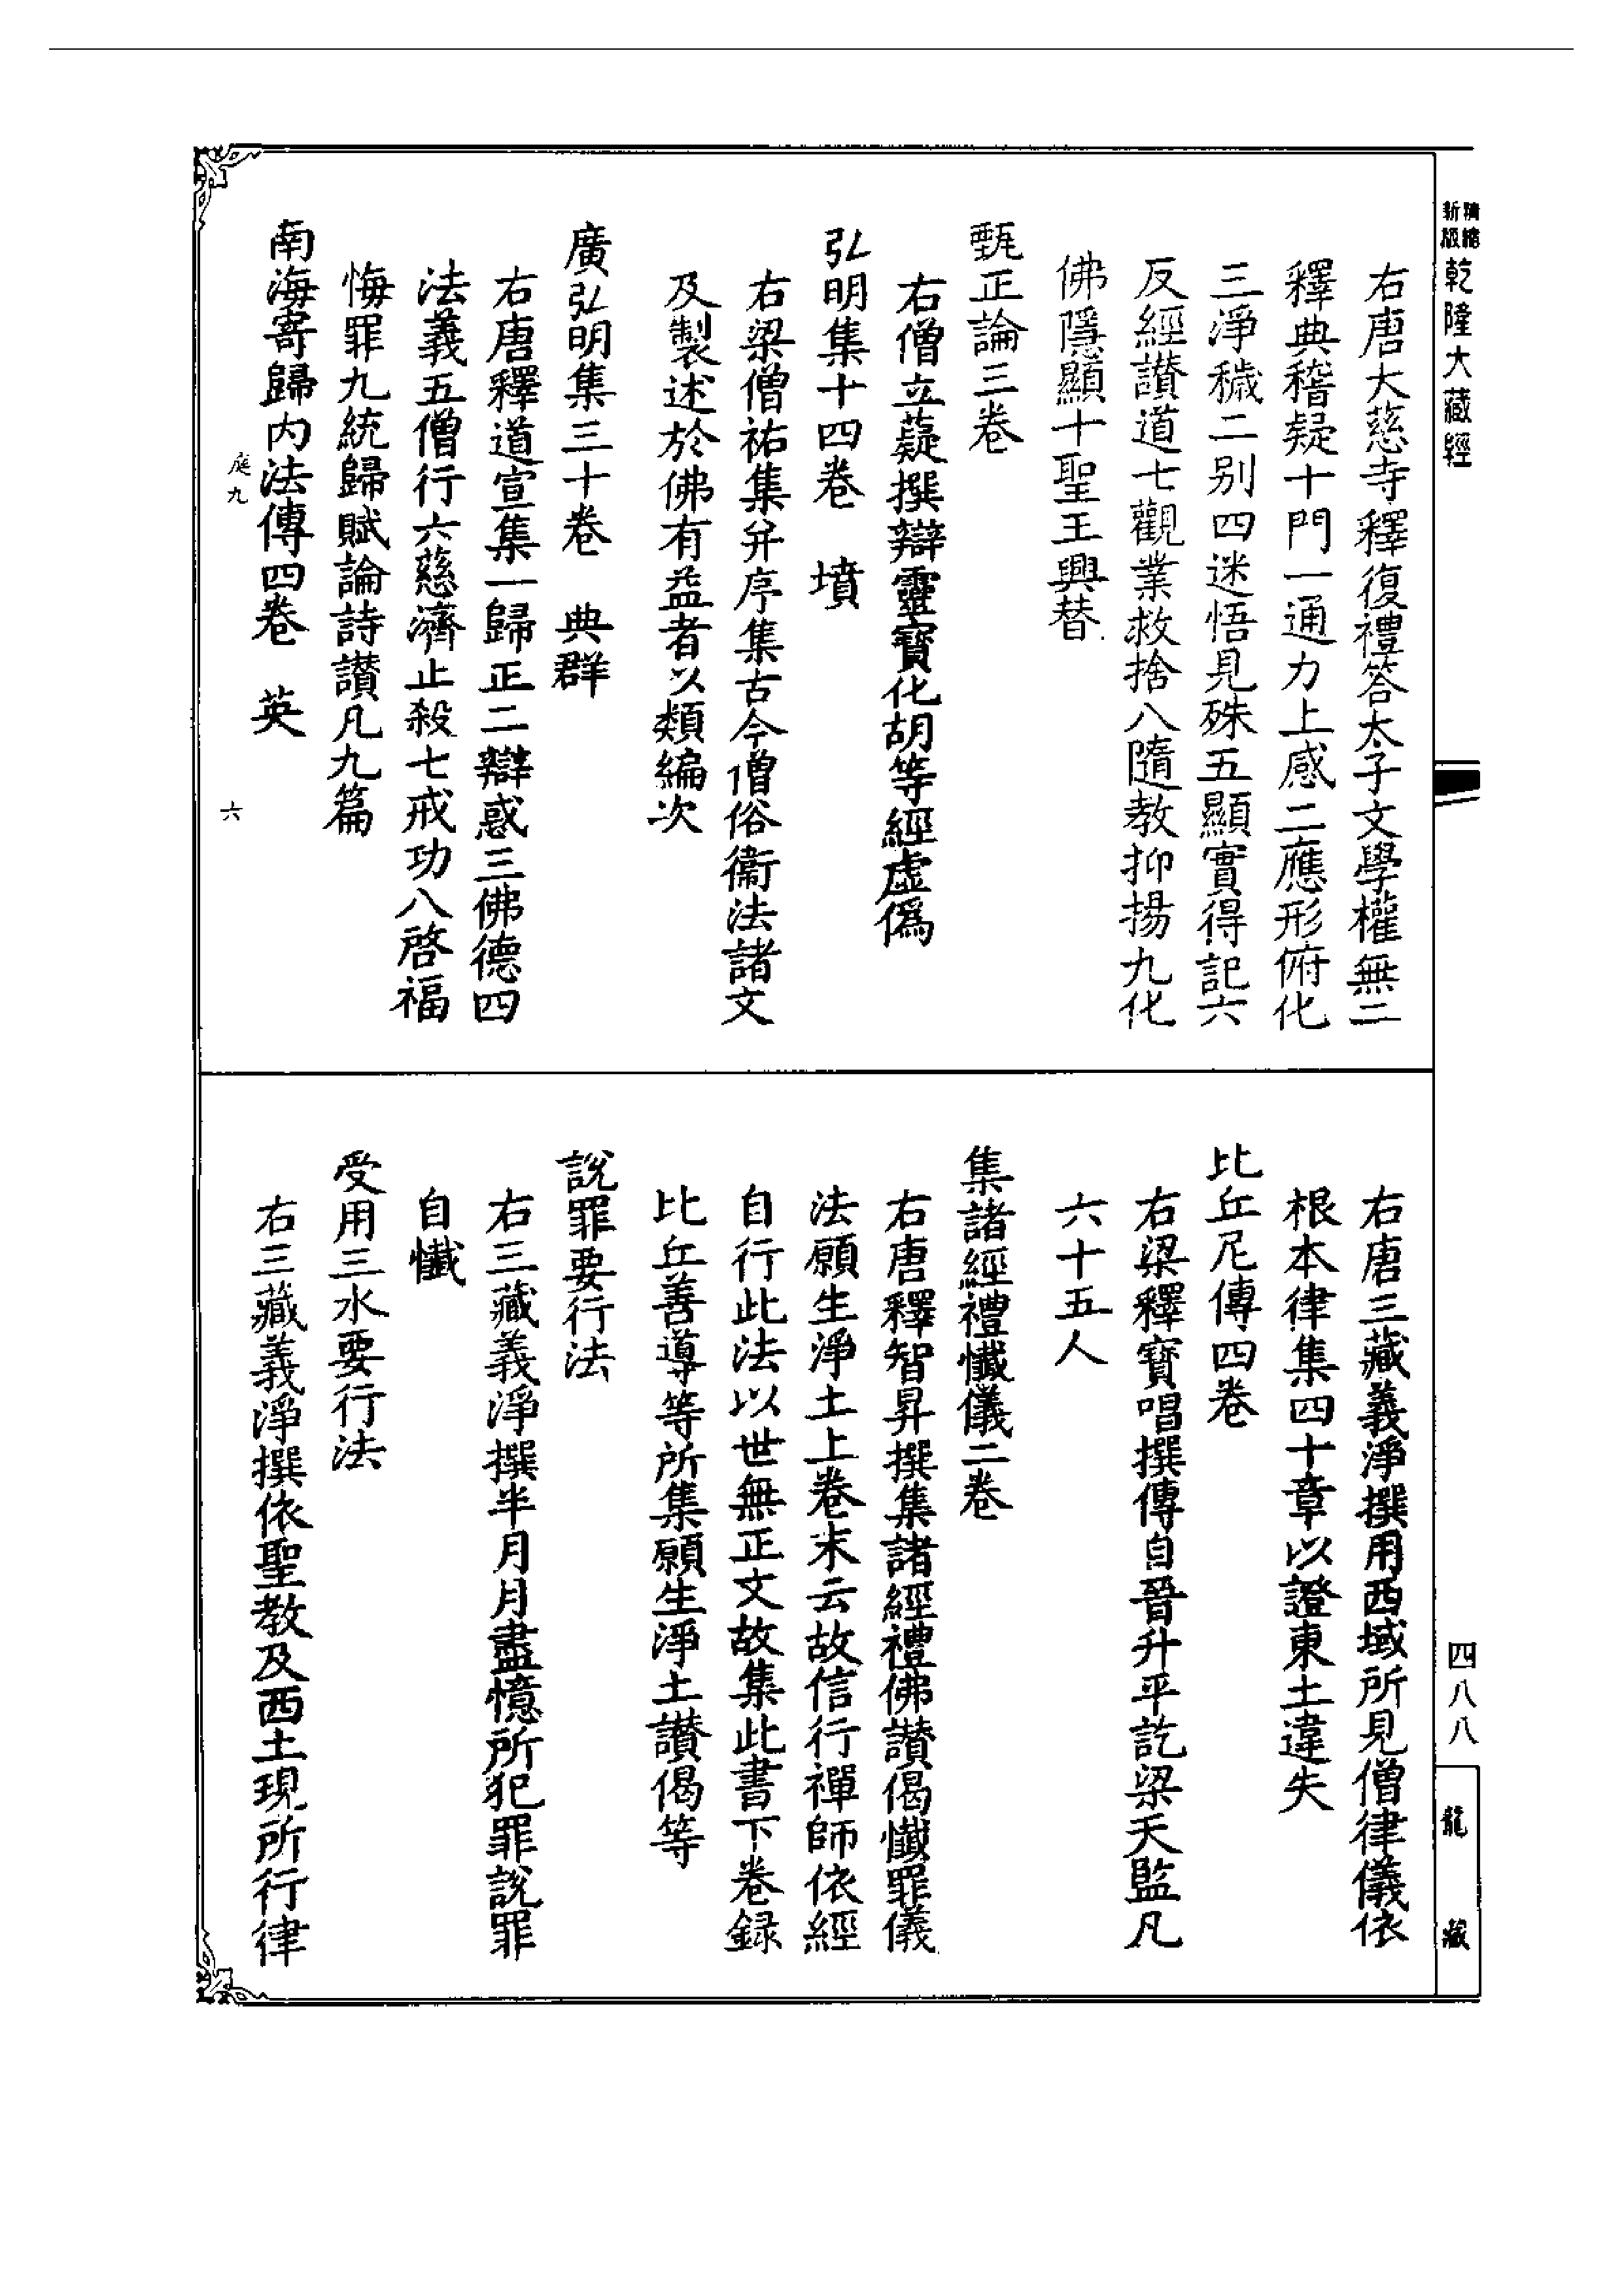 新版精縮乾隆大藏經
右唐大慈寺釋復禮答太子文學權無二
釋典稽疑十門一通力上感二應形俯化
三淨穢二别四迷悟見殊五顯實得記六
反經讃道七觀業救捨八隨教抑揚九化
佛隱顯十聖王興替
甄正論三卷
右僧立薿撰辯靈寳化胡等經虛偽
弘明集十四卷　墳
右梁僧祐集并序集古今僧俗衞法諸文
及製述於佛有益者以類編次
廣弘明集三十卷　典群
右唐釋道宣集一歸正二辯惑三佛德四
法義五僧行六慈濟止殺七戒功八啓福
悔罪九統歸賦論詩讃凡九篇
南海寄歸内法傳四卷　英
庭九　六
右唐三藏義淨撰用西域所見僧律儀依
根本律集四十章以證東土違失
比丘尼傳四卷
右梁釋寳唱撰傳自晉升平訖梁天監凡
六十五人
集諸經禮懺儀二卷
右唐釋智昇撰集諸經禮佛讃偈懺罪儀
法願生淨土上卷末云故信行禪師依經
自行此法以世無正文故集此書下卷録
比丘善導等所集願生淨土讃偈等
說罪要行法
右三藏義淨撰半月月盡憶所犯罪說罪
自懺
受用三水要行法
右三藏義淨撰依聖教及西土現所行律
四八八
龍藏